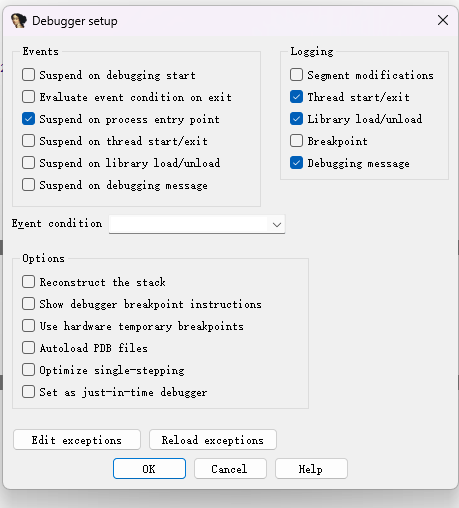 Debugger setup
Events
Suspend on debugging start
Evaluate event condition on exit
Suspend on process entry point
Suspend on thread start/exit
Suspend on library load/unload
Suspend on debugging message
Logging
Segment modifications
Thread start/exit
Library load/unload
Breakpoint
Debugging message
Event condition
Options
Reconstruct the stack
Show debugger breakpoint instructions
Use hardware temporary breakpoints
Autoload PDB files
Optimize single-stepping
Set as just-in-time debugger
Edit exceptions
Reload exceptions
OK
Cancel
Help